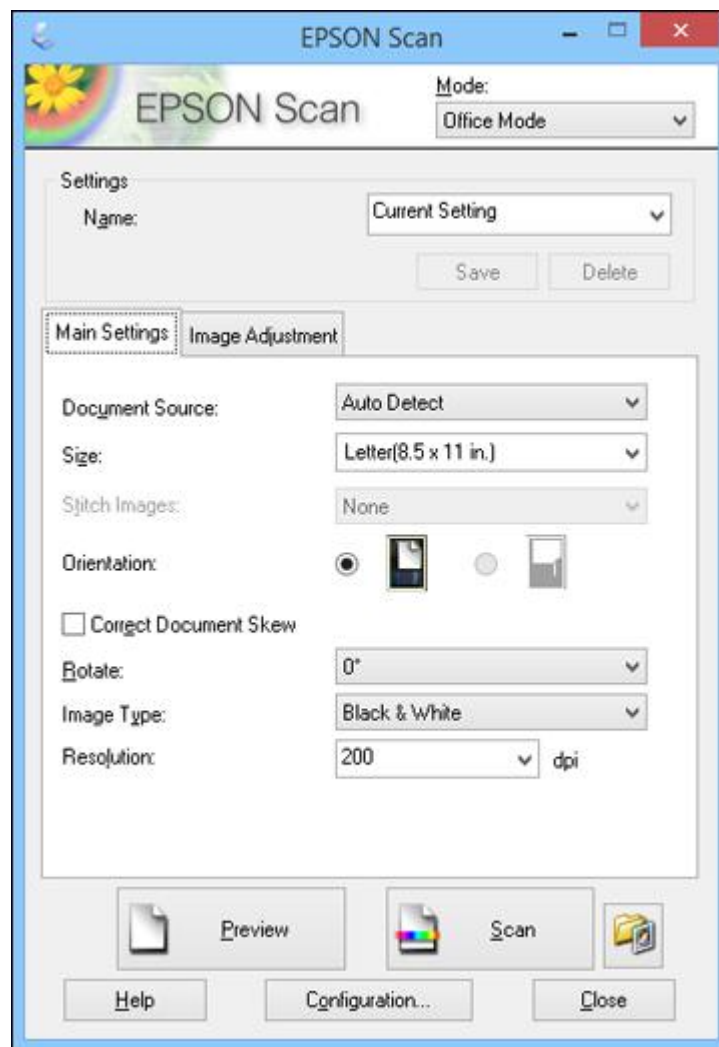 EPSON Scan
EPSON Scan
Mode:
Office Mode
Settings
Name:
Current Setting
Save
Delete
Main Settings
Image Adjustment
Document Source:
Auto Detect
Size:
Letter(8.5 x 11 in.)
Stitch Images:
None
Orientation:
Correct Document Skew
Rotate:
0°
Image Type:
Black & White
Resolution:
200
dpi
Preview
Scan
Help
Configuration...
Close